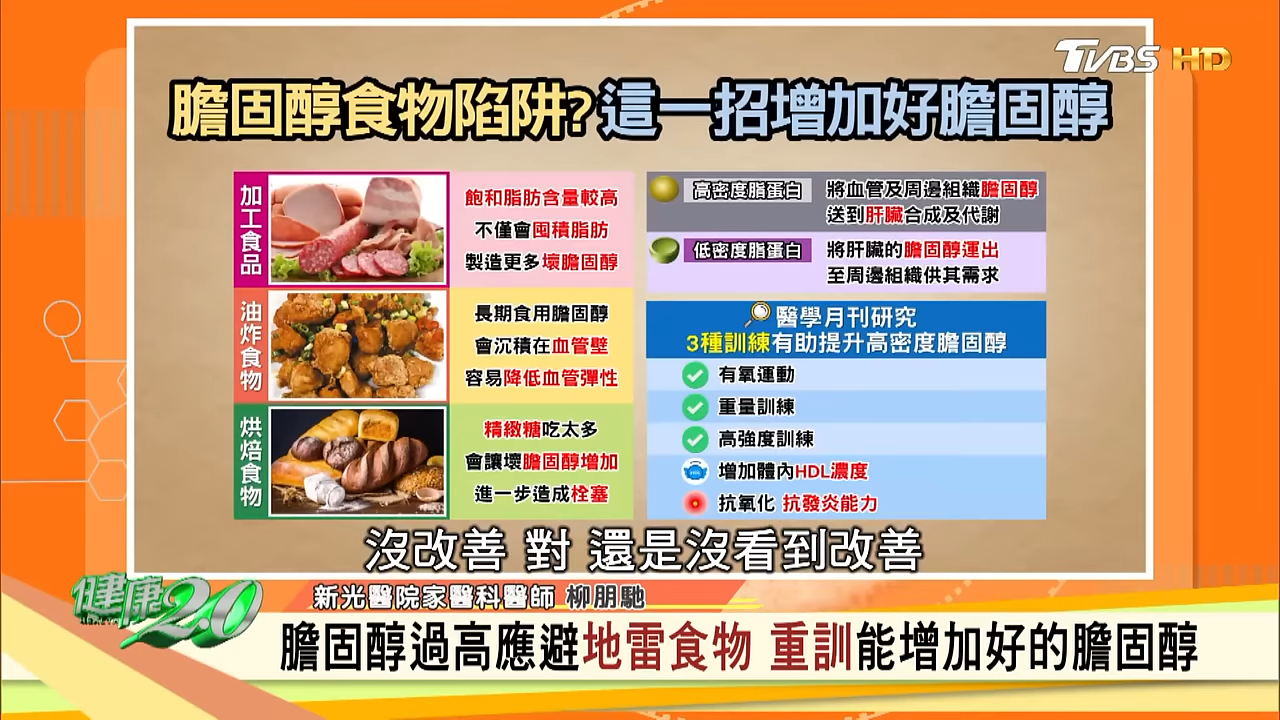 TVBS HD
膽固醇食物陷阱?這一招增加好膽固醇
加工食品
飽和脂肪含量較高
不僅會囤積脂肪
製造更多壞膽固醇
油炸食物
長期食用膽固醇
會沉積在血管壁
容易降低血管彈性
烘焙食物
精緻糖吃太多
會讓壞膽固醇增加
進一步造成栓塞
高密度脂蛋白
將血管及周邊組織膽固醇
送到肝臟合成及代謝
低密度脂蛋白
將肝臟的膽固醇運出
至周邊組織供其需求
醫學月刊研究
3種訓練有助提升高密度膽固醇
有氧運動
重量訓練
高強度訓練
HDL
增加體內HDL濃度
抗氧化 抗發炎能力
沒改善 對 還是沒看到改善
健康2.0
新光醫院家醫科醫師 柳朋馳
膽固醇過高應避地雷食物 重訓能增加好的膽固醇